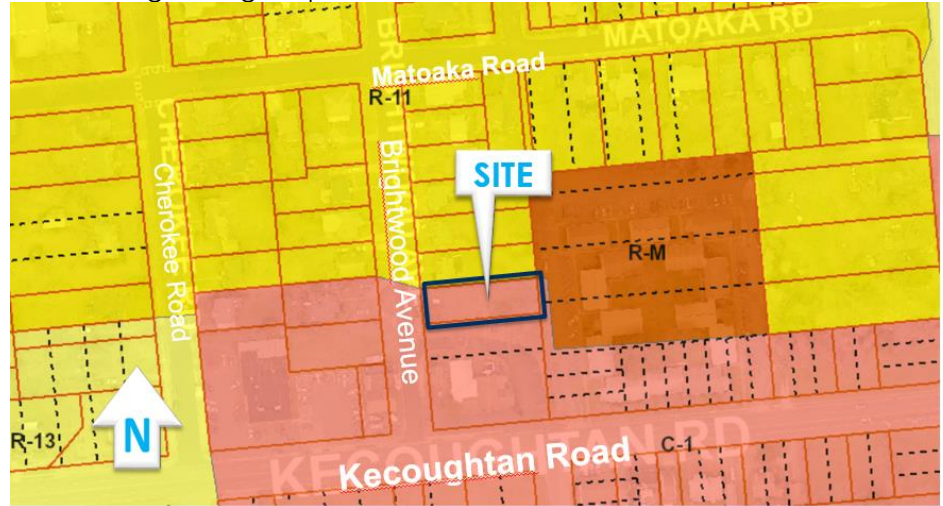 MATOAKA RD
Matoaka Road
R-11
Brightwood Avenue
SITE
Cherokee Road
R-M
N
R-13
C-1
KECOUGHTAN RD
Kecoughtan Road